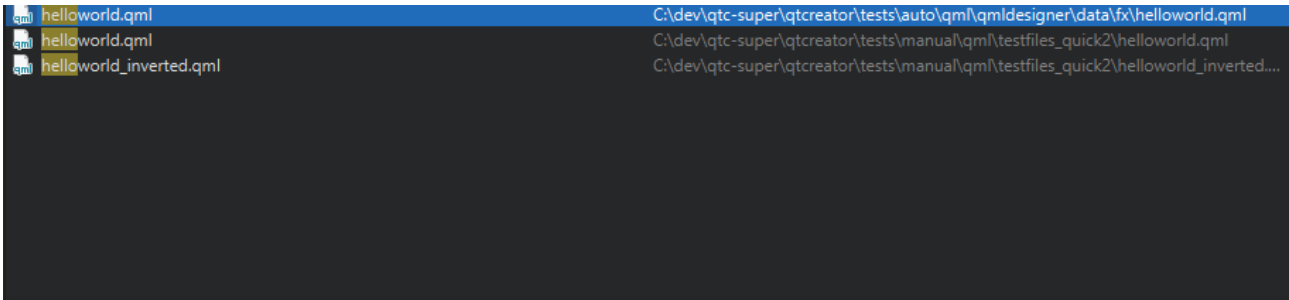 helloworld.qml C:\dev\qtc-super\qtcreator\tests\auto\qml\qmldesigner\data\fx\helloworld.qml
helloworld.qml C:\dev\qtc-super\qtcreator\tests\manual\qml\testfiles_quick2\helloworld.qml
helloworld_inverted.qml C:\dev\qtc-super\qtcreator\tests\manual\qml\testfiles_quick2\helloworld_inverted....